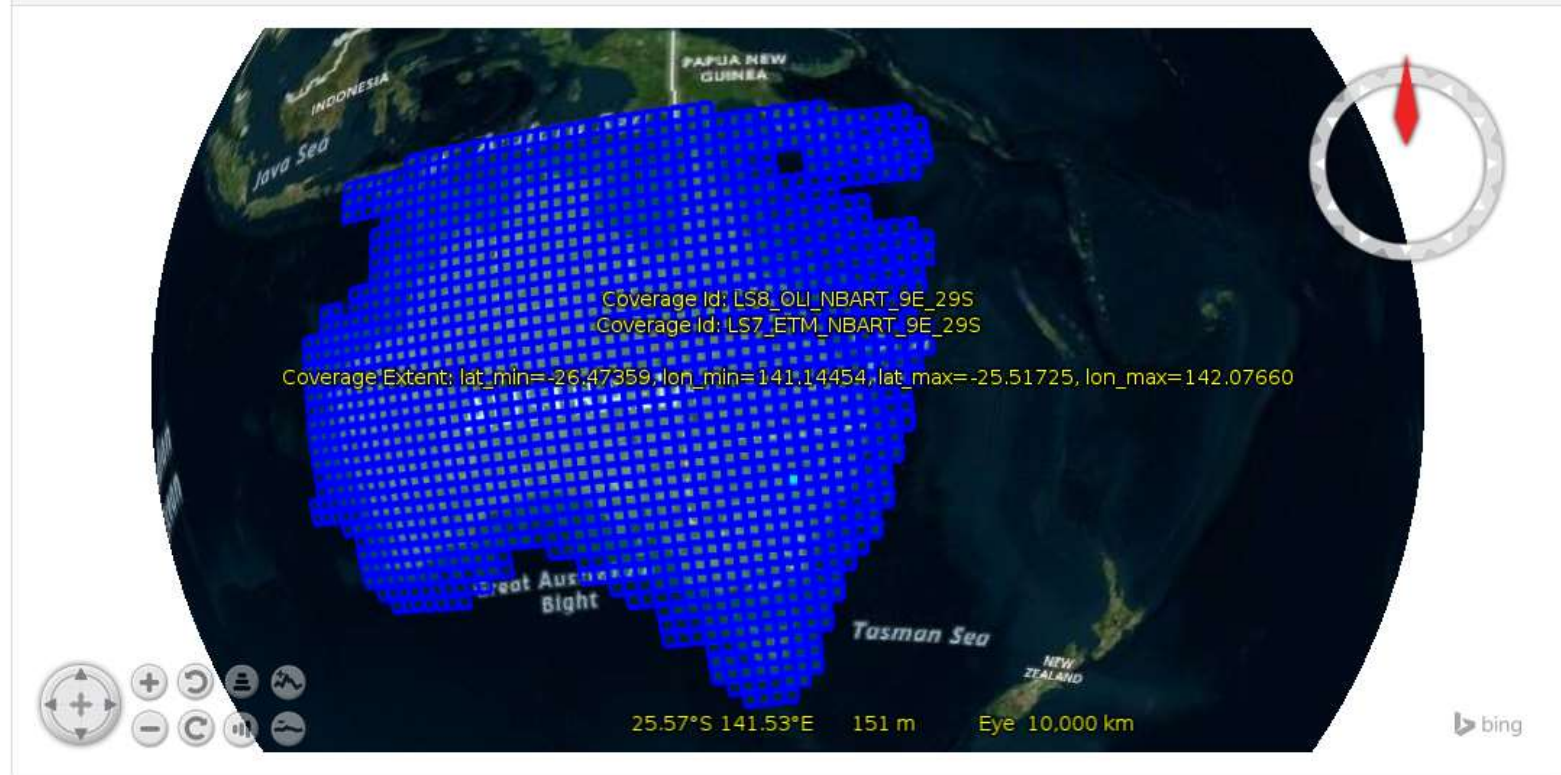 PAPUA NEW
GUINEA
INDONESIA
Java Sea
Coverage Id: LS8_OLI_NBART_9E_29S
Coverage Id: LS7_ETM_NBART_9E_29S
Coverage Extent: lat_min=-26.47359, lon_min=141.14454, lat_max=-25.51725, lon_max=142.07660
Great Aus
Bight
Tasman Sea
NEW
ZEALAND
25.57°S 141.53°E 151 m Eye 10,000 km
bing